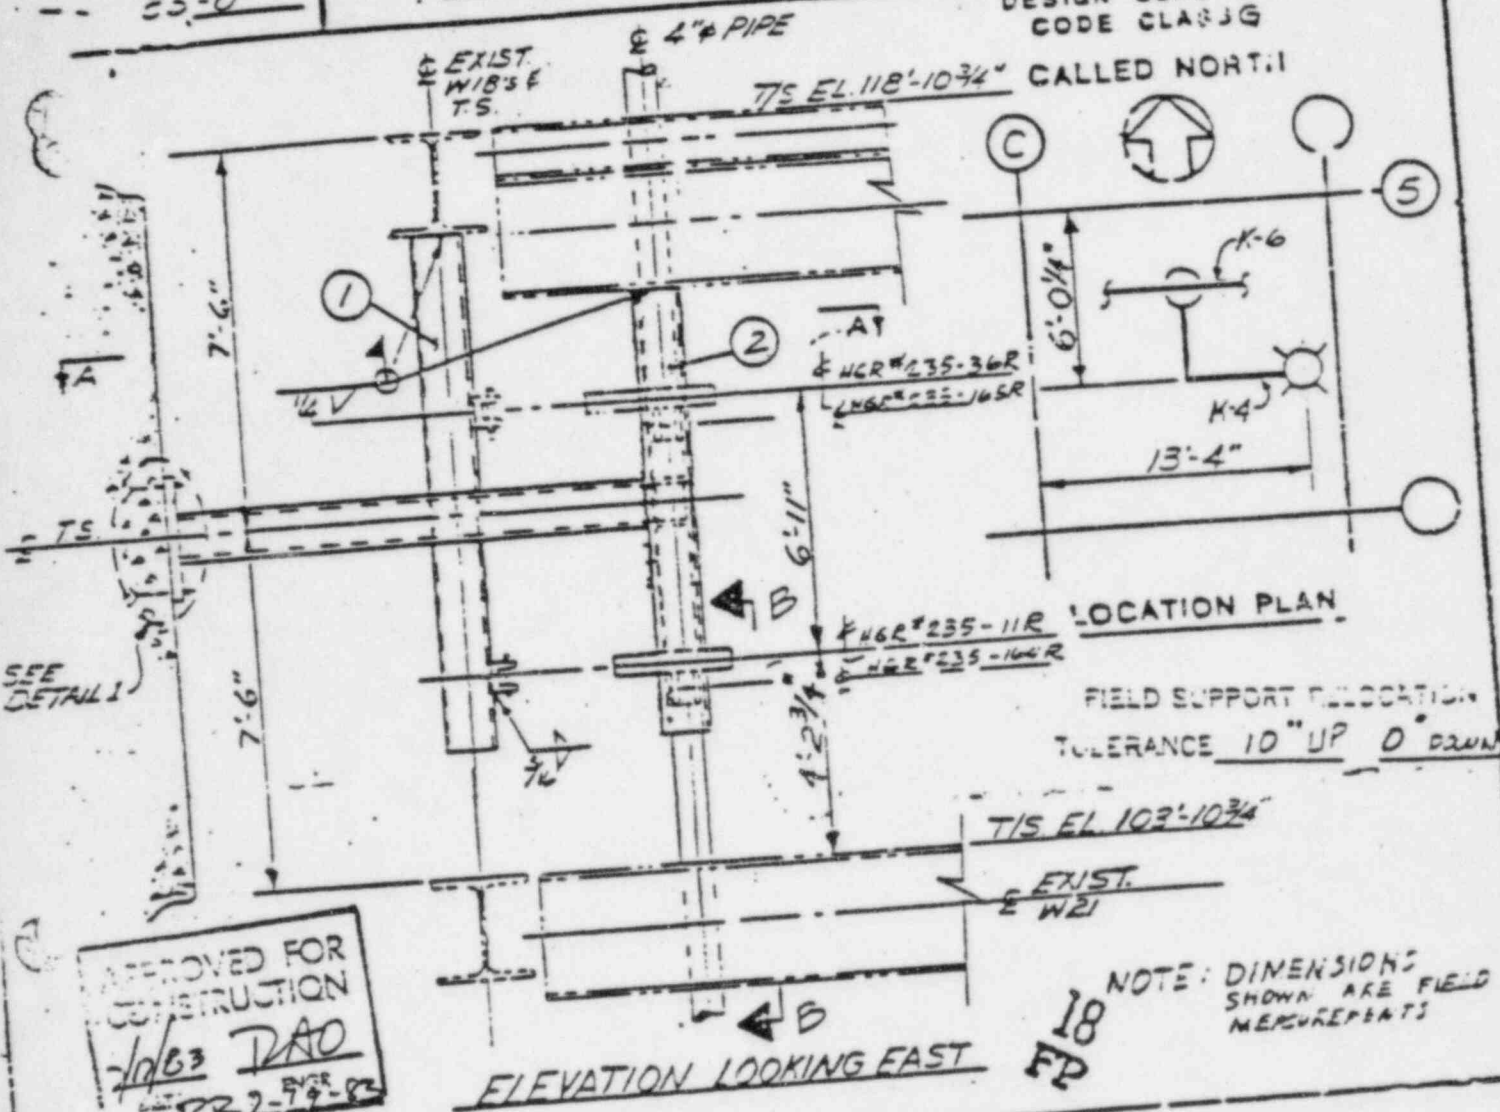 CODE CLASS G
CALLED NORTH
4"ϕ PIPE
EXIST.
T.S.
T/S EL. 118'-10¾"
C
5
7'-6"
1
2
A
A
HGR#235-36R
6'-0¼"
K-6
K-4
13'-4"
T.S.
6'-11"
B
HGR#235-11R
LOCATION PLAN
SEE
DETAIL 1
7'-6"
4'-2¾"
FIELD SUPPORT RELOCATION
TOLERANCE 10" UP 0" DOWN
T/S EL. 103'-10¾"
EXIST.
W21
APPROVED FOR
CONSTRUCTION
B
ELEVATION LOOKING EAST
18
FP
NOTE: DIMENSIONS
SHOWN ARE FIELD
MEASUREMENTS